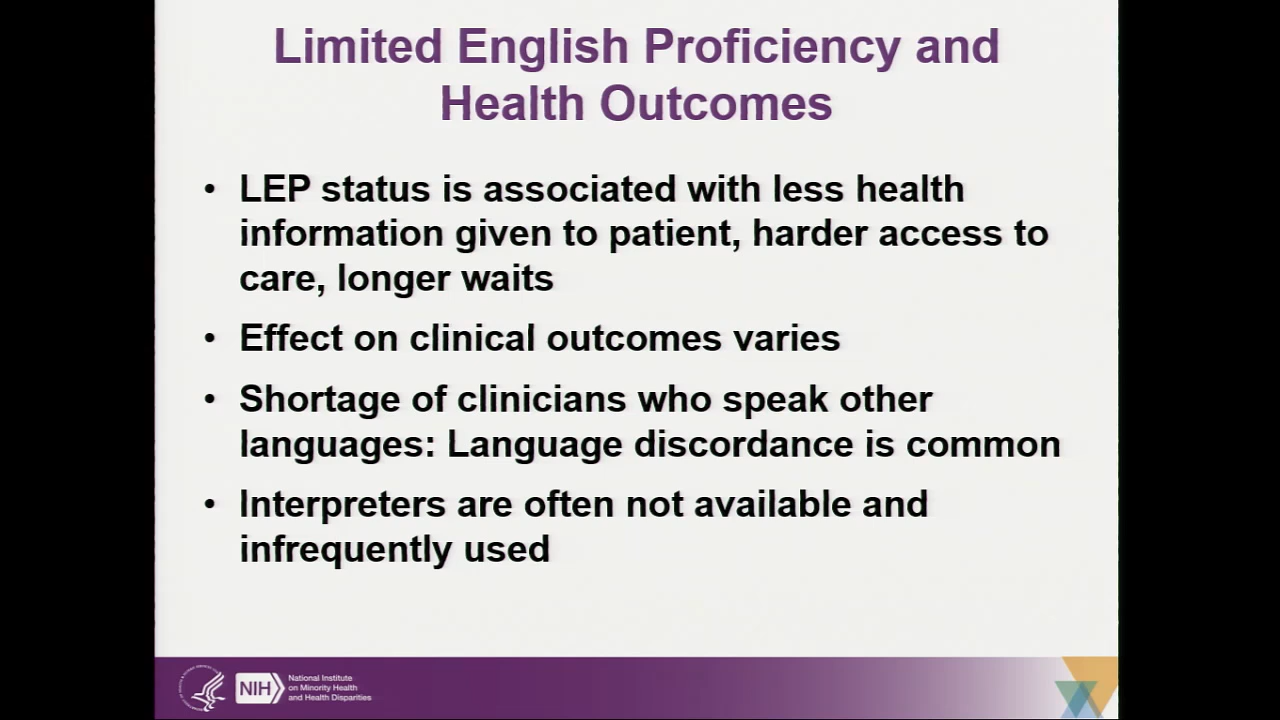 Limited English Proficiency and
Health Outcomes
• LEP status is associated with less health
information given to patient, harder access to
care, longer waits
• Effect on clinical outcomes varies
• Shortage of clinicians who speak other
languages: Language discordance is common
• Interpreters are often not available and
infrequently used
NIH
National Institute
on Minority Health
and Health Disparities